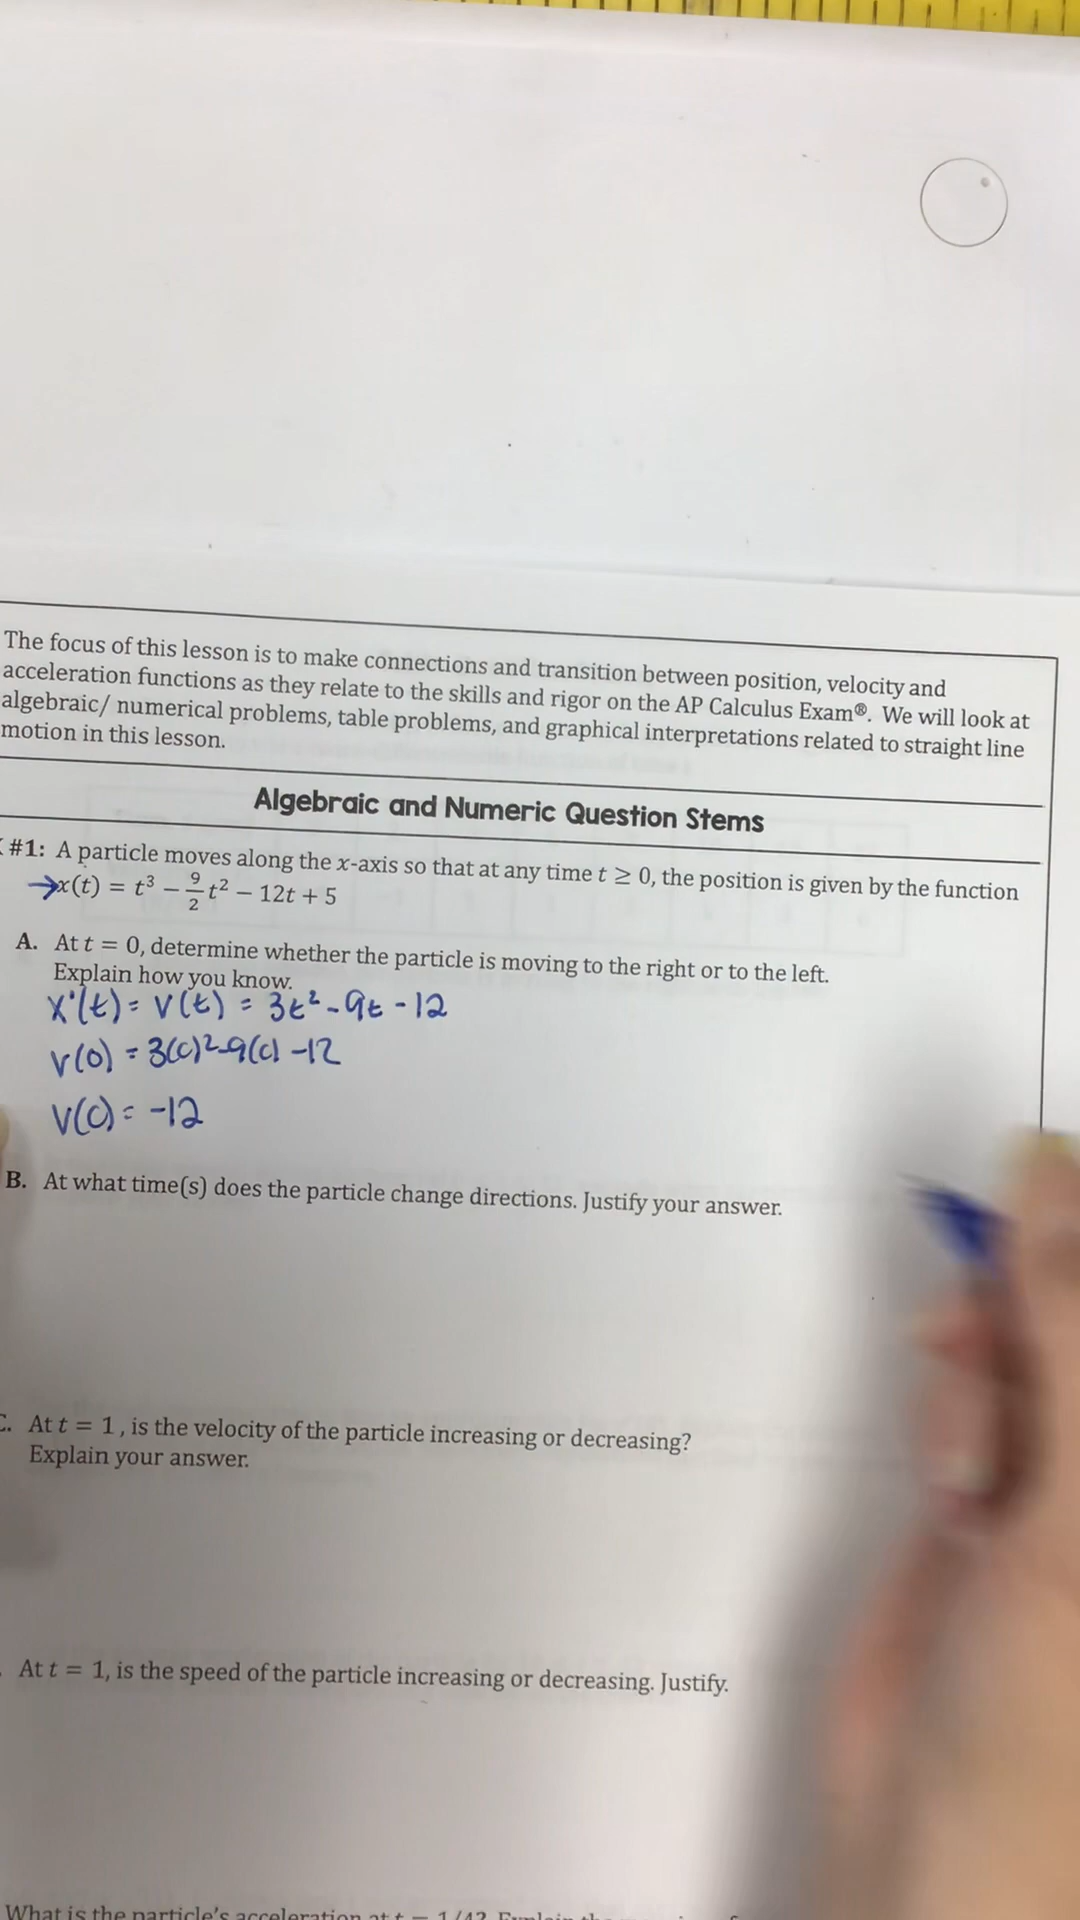 The focus of this lesson is to make connections and transition between position, velocity and
acceleration functions as they relate to the skills and rigor on the AP Calculus Exam®. We will look at
algebraic/ numerical problems, table problems, and graphical interpretations related to straight line
motion in this lesson.
Algebraic and Numeric Question Stems
#1: A particle moves along the x-axis so that at any time t ≥ 0, the position is given by the function
→x(t) = t³ − 9/2 t² − 12t + 5
A. At t = 0, determine whether the particle is moving to the right or to the left.
Explain how you know.
x'(t) = v(t) = 3t² - 9t - 12
v(0) = 3(0)² - 9(0) - 12
v(0) = -12
B. At what time(s) does the particle change directions. Justify your answer.
C. At t = 1, is the velocity of the particle increasing or decreasing?
Explain your answer.
At t = 1, is the speed of the particle increasing or decreasing. Justify.
What is the particle's acceleration at t